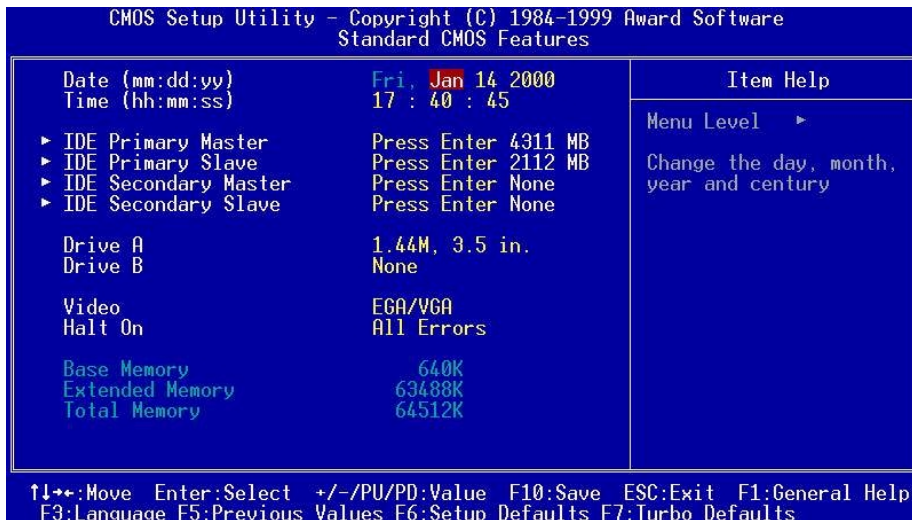 CMOS Setup Utility - Copyright (C) 1984-1999 Award Software
Standard CMOS Features
Date (mm:dd:yy) Fri, Jan 14 2000
Time (hh:mm:ss) 17 : 40 : 45
► IDE Primary Master Press Enter 4311 MB
► IDE Primary Slave Press Enter 2112 MB
► IDE Secondary Master Press Enter None
► IDE Secondary Slave Press Enter None
Drive A 1.44M, 3.5 in.
Drive B None
Video EGA/VGA
Halt On All Errors
Base Memory 640K
Extended Memory 63488K
Total Memory 64512K
Item Help
Menu Level ►
Change the day, month,
year and century
↑↓→←:Move Enter:Select +/-/PU/PD:Value F10:Save ESC:Exit F1:General Help
F3:Language F5:Previous Values F6:Setup Defaults F7:Turbo Defaults